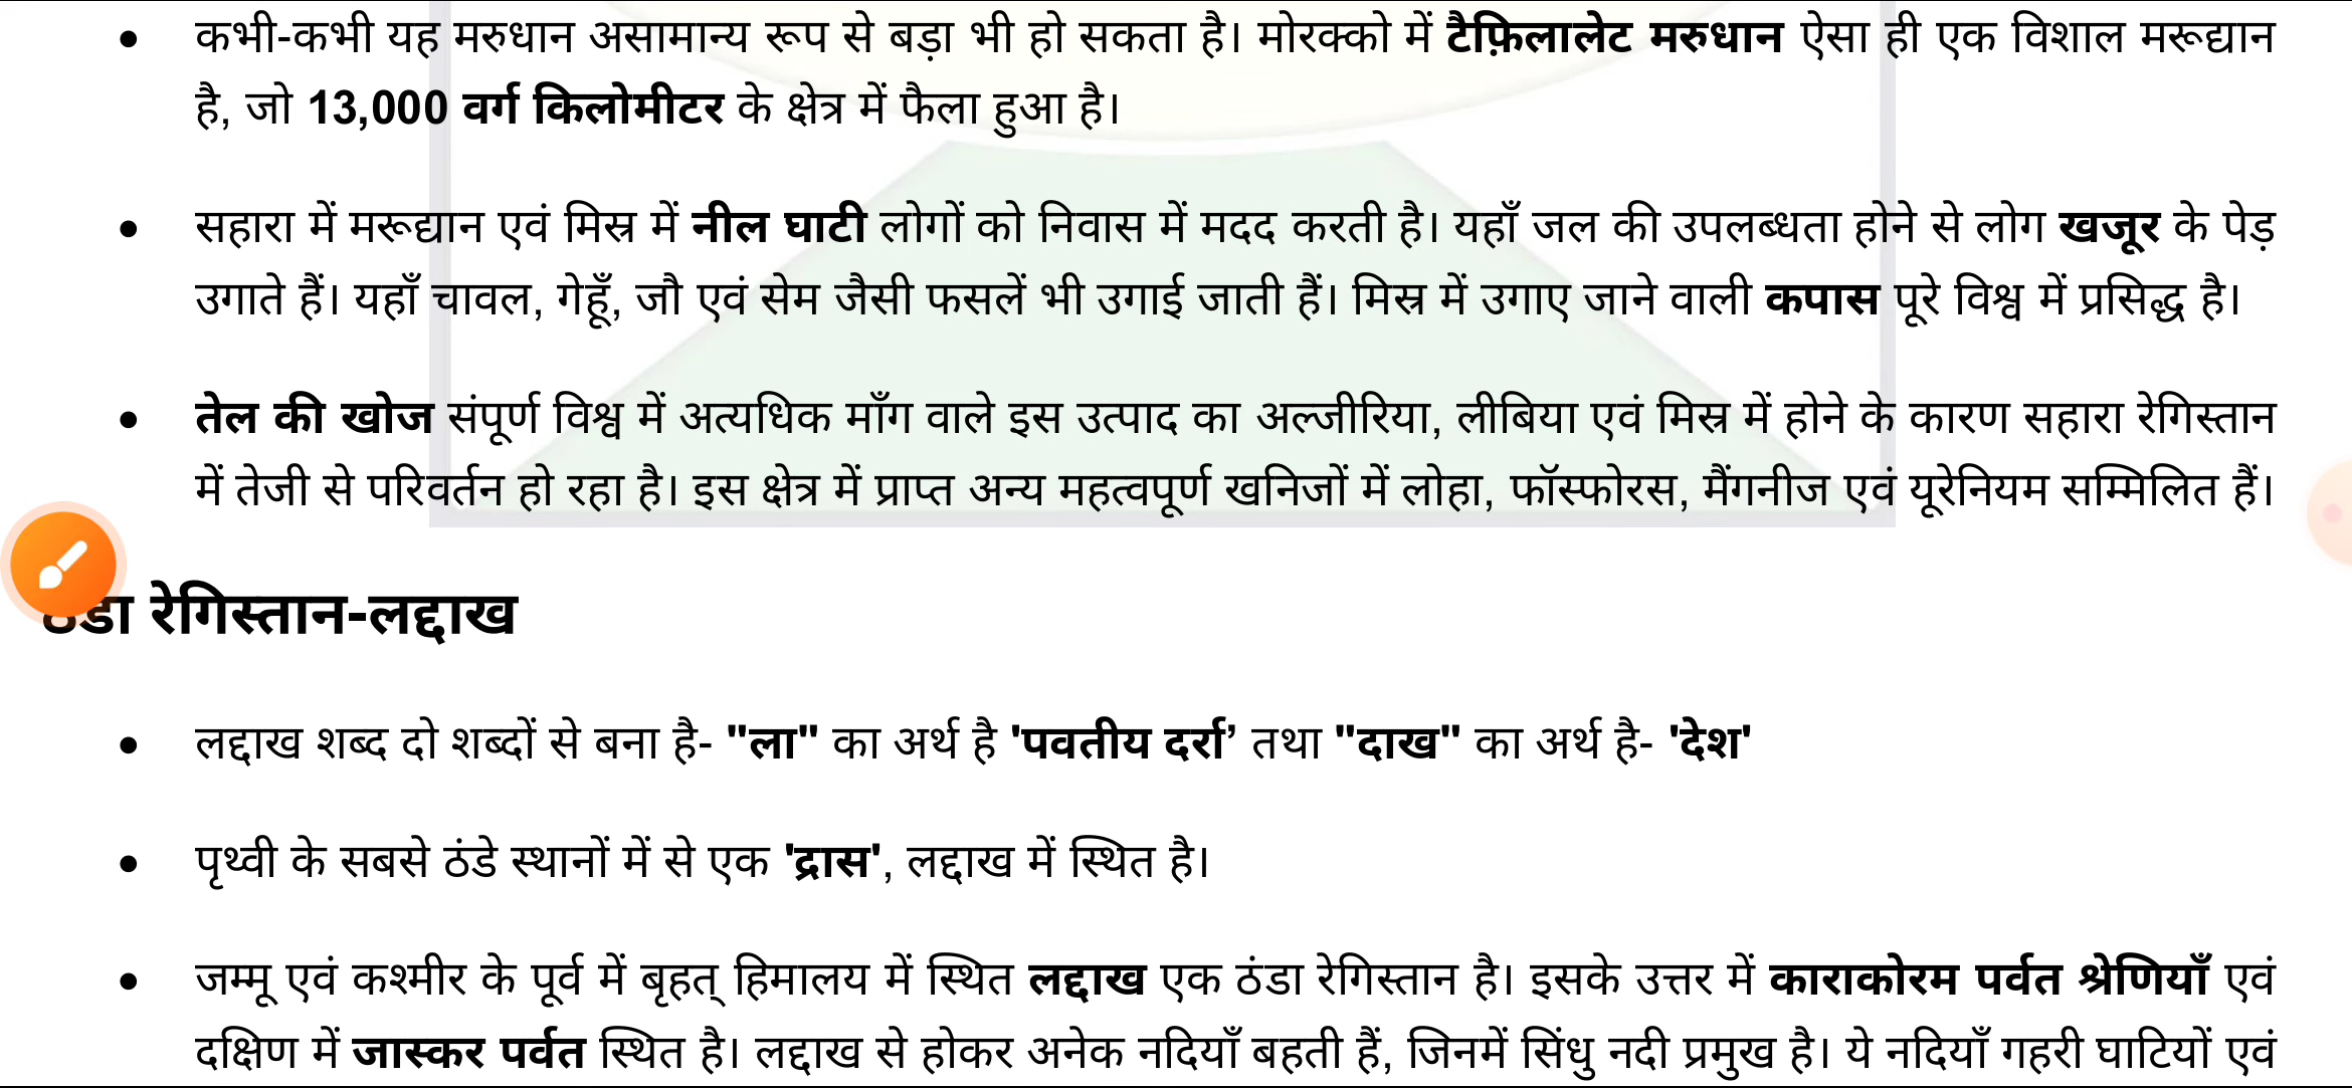 • कभी-कभी यह मरुधान असामान्य रूप से बड़ा भी हो सकता है। मोरक्को में टैफ़िलालेट मरुधान ऐसा ही एक विशाल मरूद्यान
है, जो 13,000 वर्ग किलोमीटर के क्षेत्र में फैला हुआ है।
• सहारा में मरूद्यान एवं मिस्र में नील घाटी लोगों को निवास में मदद करती है। यहाँ जल की उपलब्धता होने से लोग खजूर के पेड़
उगाते हैं। यहाँ चावल, गेहूँ, जौ एवं सेम जैसी फसलें भी उगाई जाती हैं। मिस्र में उगाए जाने वाली कपास पूरे विश्व में प्रसिद्ध है।
• तेल की खोज संपूर्ण विश्व में अत्यधिक माँग वाले इस उत्पाद का अल्जीरिया, लीबिया एवं मिस्र में होने के कारण सहारा रेगिस्तान
में तेजी से परिवर्तन हो रहा है। इस क्षेत्र में प्राप्त अन्य महत्वपूर्ण खनिजों में लोहा, फॉस्फोरस, मैंगनीज एवं यूरेनियम सम्मिलित हैं।
रेगिस्तान-लद्दाख
• लद्दाख शब्द दो शब्दों से बना है- "ला" का अर्थ है 'पवतीय दर्रा’ तथा "दाख" का अर्थ है- 'देश'
• पृथ्वी के सबसे ठंडे स्थानों में से एक 'द्रास', लद्दाख में स्थित है।
• जम्मू एवं कश्मीर के पूर्व में बृहत् हिमालय में स्थित लद्दाख एक ठंडा रेगिस्तान है। इसके उत्तर में काराकोरम पर्वत श्रेणियाँ एवं
दक्षिण में जास्कर पर्वत स्थित है। लद्दाख से होकर अनेक नदियाँ बहती हैं, जिनमें सिंधु नदी प्रमुख है। ये नदियाँ गहरी घाटियों एवं